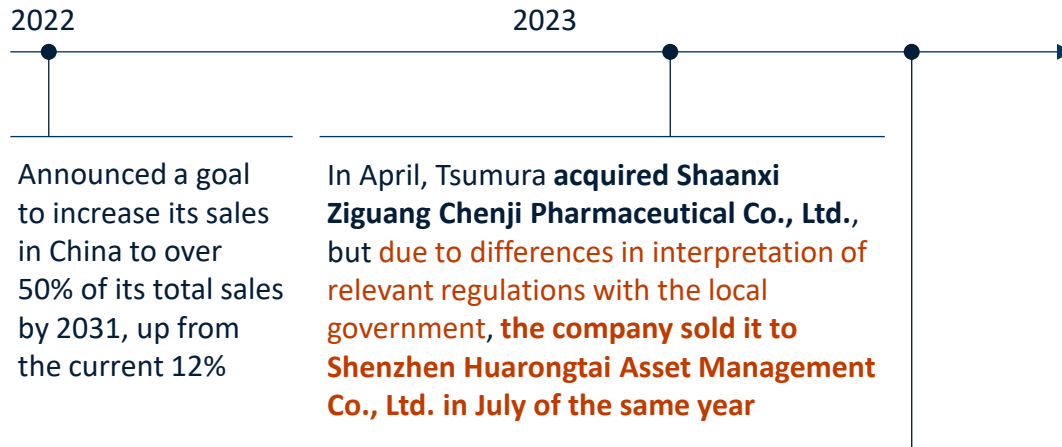 2022
2023
Announced a goal
to increase its sales
in China to over
50% of its total sales
by 2031, up from
the current 12%
In April, Tsumura acquired Shaanxi
Ziguang Chenji Pharmaceutical Co., Ltd.,
but due to differences in interpretation of
relevant regulations with the local
government, the company sold it to
Shenzhen Huarongtai Asset Management
Co., Ltd. in July of the same year